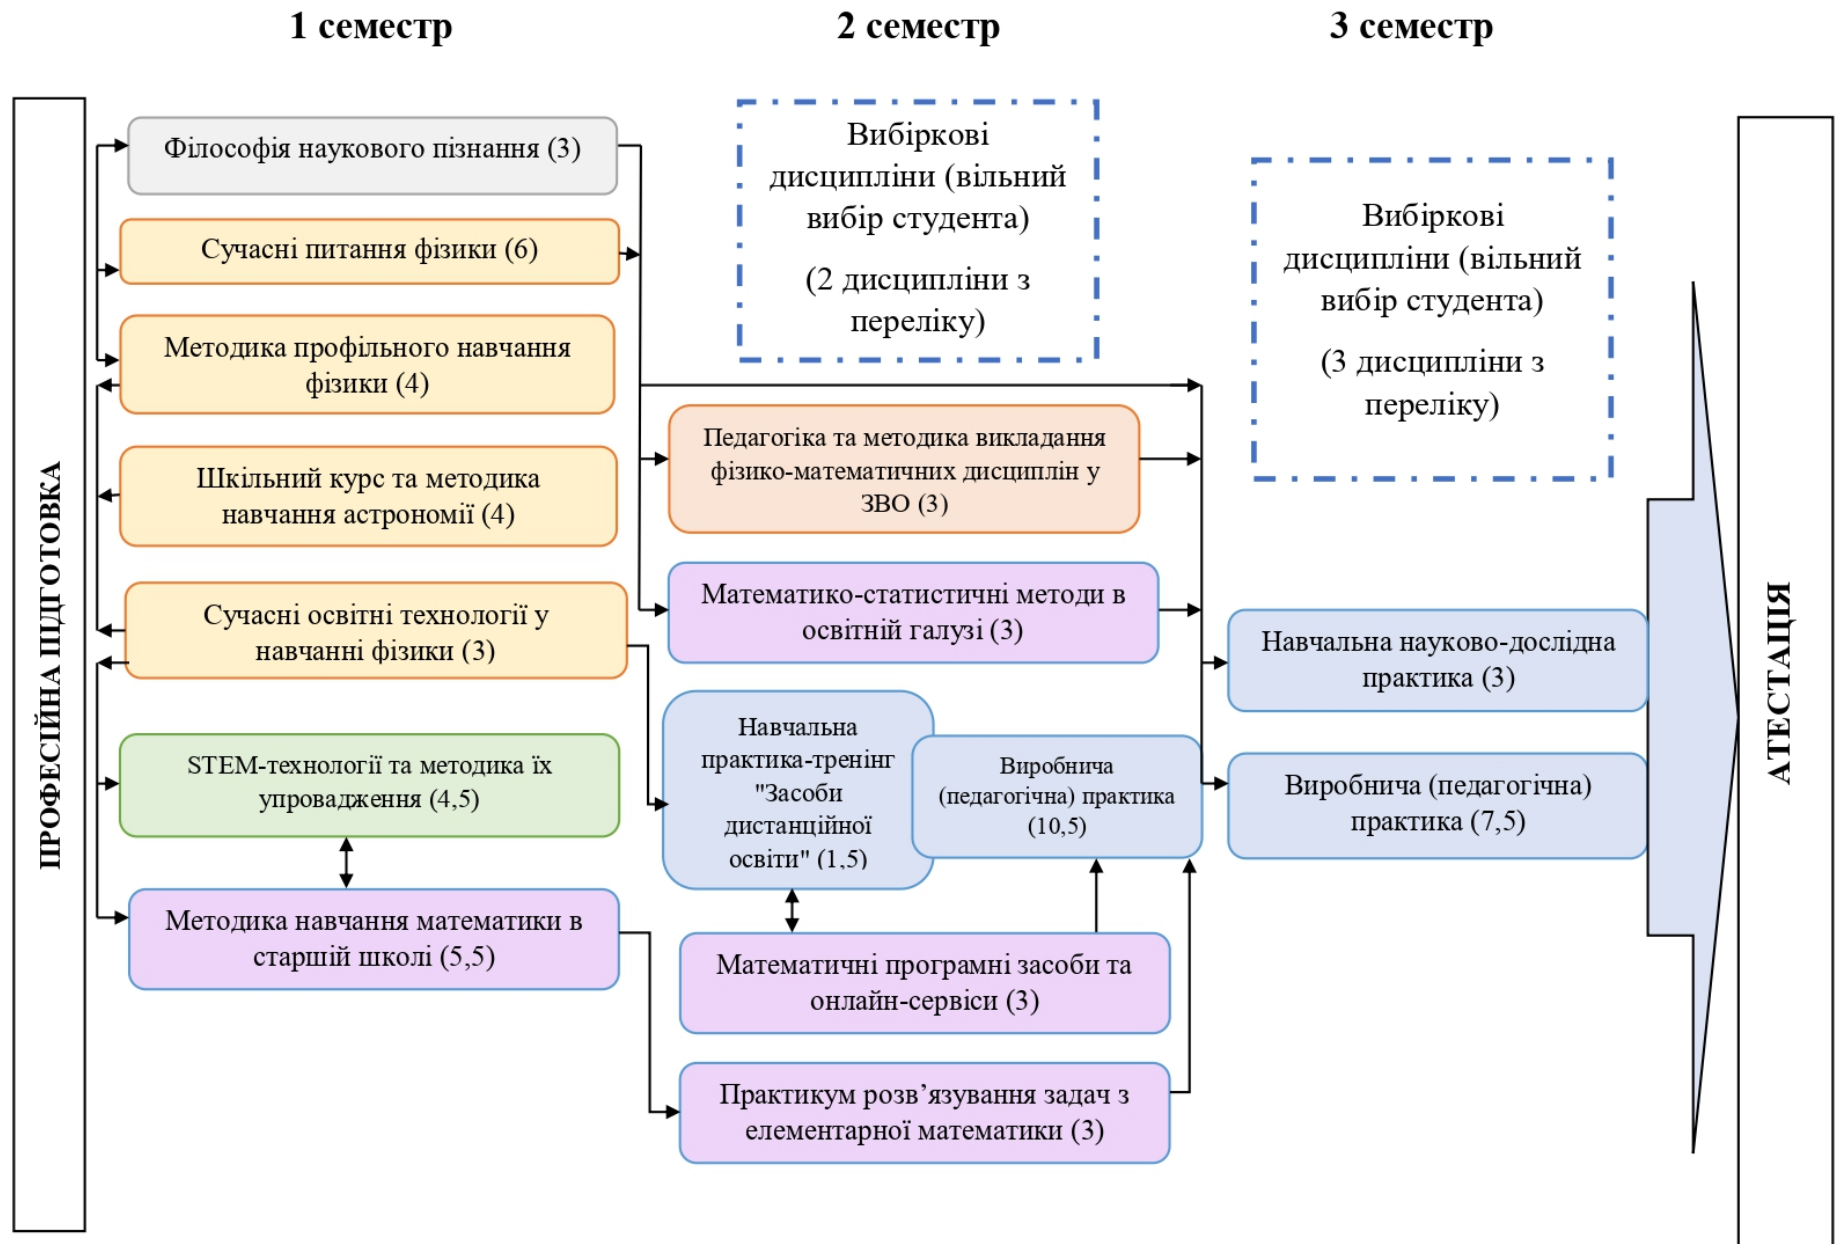 1 семестр
2 семестр
3 семестр
ПРОФЕСІЙНА ПІДГОТОВКА
Філософія наукового пізнання (3)
Сучасні питання фізики (6)
Методика профільного навчання
фізики (4)
Шкільний курс та методика
навчання астрономії (4)
Сучасні освітні технології у
навчанні фізики (3)
STEM-технології та методика їх
упровадження (4,5)
Методика навчання математики в
старшій школі (5,5)
Вибіркові
дисципліни (вільний
вибір студента)
(2 дисципліни з
переліку)
Педагогіка та методика викладання
фізико-математичних дисциплін у
ЗВО (3)
Математико-статистичні методи в
освітній галузі (3)
Навчальна
практика-тренінг
"Засоби
дистанційної
освіти" (1,5)
Виробнича
(педагогічна) практика
(10,5)
Математичні програмні засоби та
онлайн-сервіси (3)
Практикум розв’язування задач з
елементарної математики (3)
Вибіркові
дисципліни (вільний
вибір студента)
(3 дисципліни з
переліку)
Навчальна науково-дослідна
практика (3)
Виробнича (педагогічна)
практика (7,5)
АТЕСТАЦІЯ